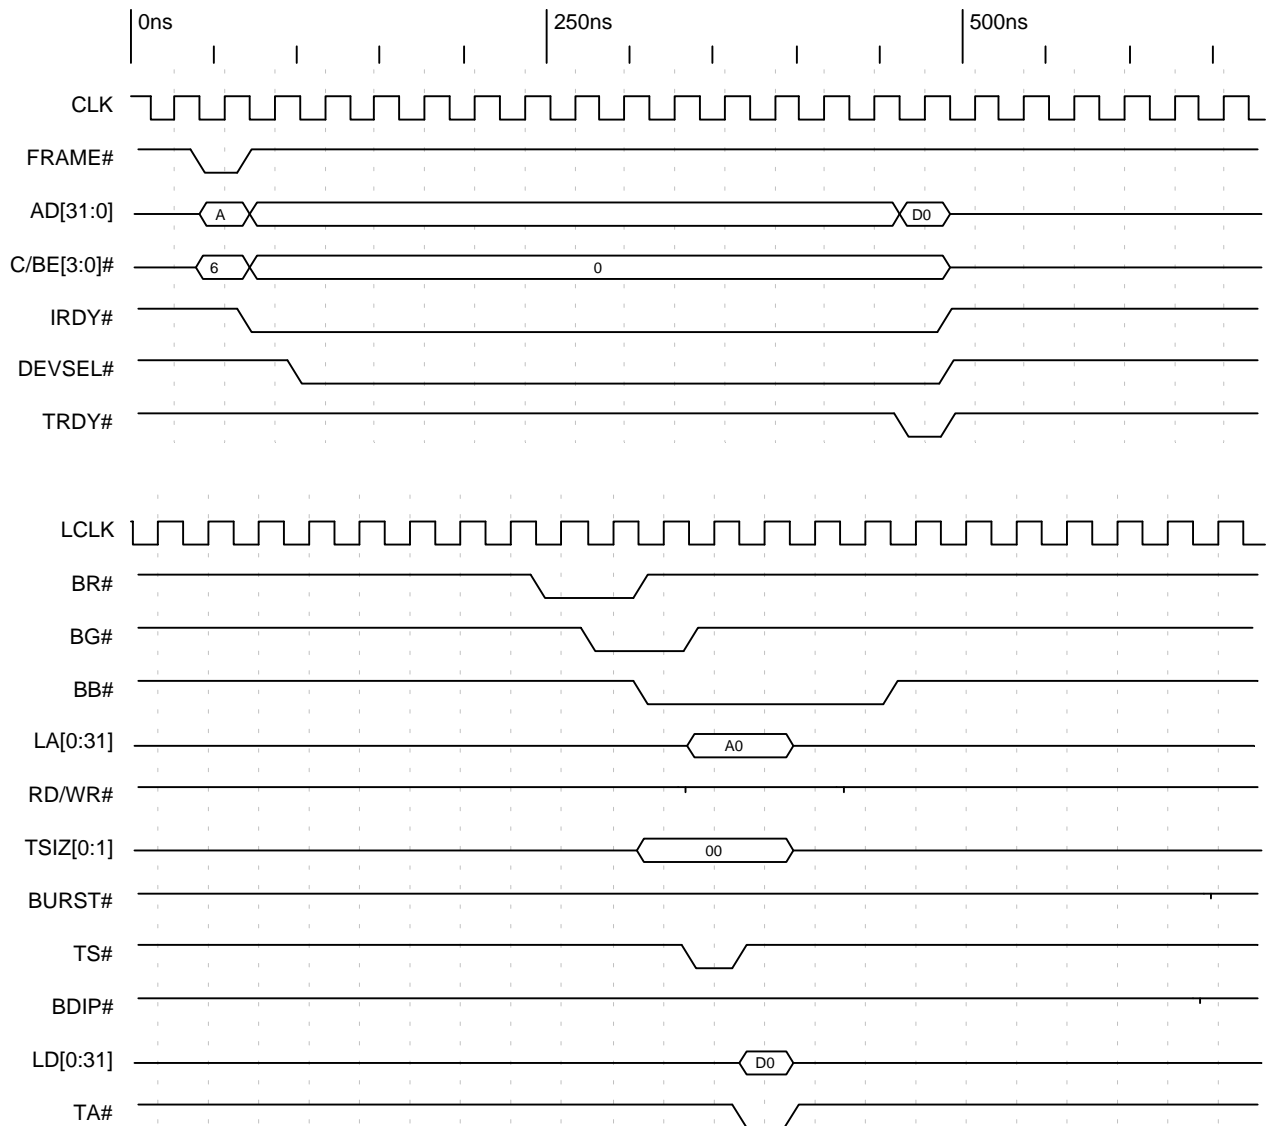 0ns 250ns 500ns
CLK
FRAME#
AD[31:0] A D0
C/BE[3:0]# 6 0
IRDY#
DEVSEL#
TRDY#
LCLK
BR#
BG#
BB#
LA[0:31] A0
RD/WR#
TSIZ[0:1] 00
BURST#
TS#
BDIP#
LD[0:31] D0
TA#